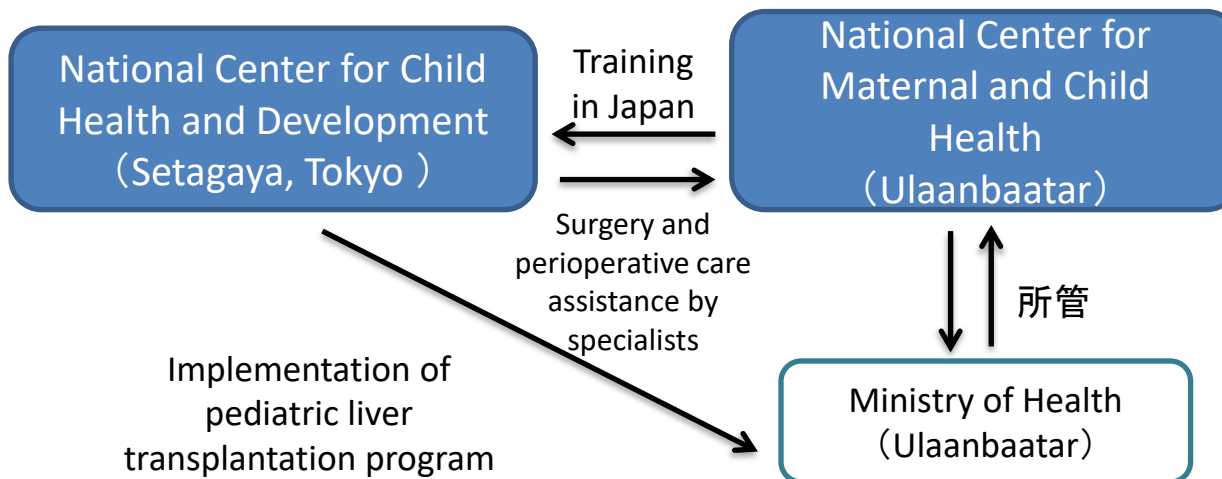 National Center for Child
Health and Development
（Setagaya, Tokyo ）
Training
in Japan
National Center for
Maternal and Child
Health
（Ulaanbaatar）
Surgery and
perioperative care
assistance by
specialists
所管
Implementation of
pediatric liver
transplantation program
Ministry of Health
（Ulaanbaatar）